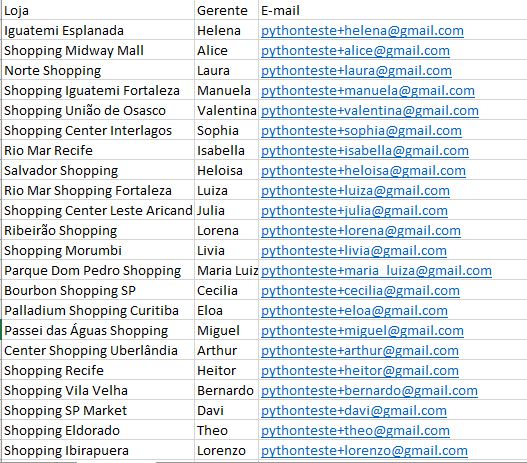 Loja Gerente E-mail
Iguatemi Esplanada Helena pythonteste+helena@gmail.com
Shopping Midway Mall Alice pythonteste+alice@gmail.com
Norte Shopping Laura pythonteste+laura@gmail.com
Shopping Iguatemi Fortaleza Manuela pythonteste+manuela@gmail.com
Shopping União de Osasco Valentina pythonteste+valentina@gmail.com
Shopping Center Interlagos Sophia pythonteste+sophia@gmail.com
Rio Mar Recife Isabella pythonteste+isabella@gmail.com
Salvador Shopping Heloisa pythonteste+heloisa@gmail.com
Rio Mar Shopping Fortaleza Luiza pythonteste+luiza@gmail.com
Shopping Center Leste Aricand Julia pythonteste+julia@gmail.com
Ribeirão Shopping Lorena pythonteste+lorena@gmail.com
Shopping Morumbi Livia pythonteste+livia@gmail.com
Parque Dom Pedro Shopping Maria Luiz pythonteste+maria_luiza@gmail.com
Bourbon Shopping SP Cecilia pythonteste+cecilia@gmail.com
Palladium Shopping Curitiba Eloa pythonteste+eloa@gmail.com
Passei das Águas Shopping Miguel pythonteste+miguel@gmail.com
Center Shopping Uberlândia Arthur pythonteste+arthur@gmail.com
Shopping Recife Heitor pythonteste+heitor@gmail.com
Shopping Vila Velha Bernardo pythonteste+bernardo@gmail.com
Shopping SP Market Davi pythonteste+davi@gmail.com
Shopping Eldorado Theo pythonteste+theo@gmail.com
Shopping Ibirapuera Lorenzo pythonteste+lorenzo@gmail.com